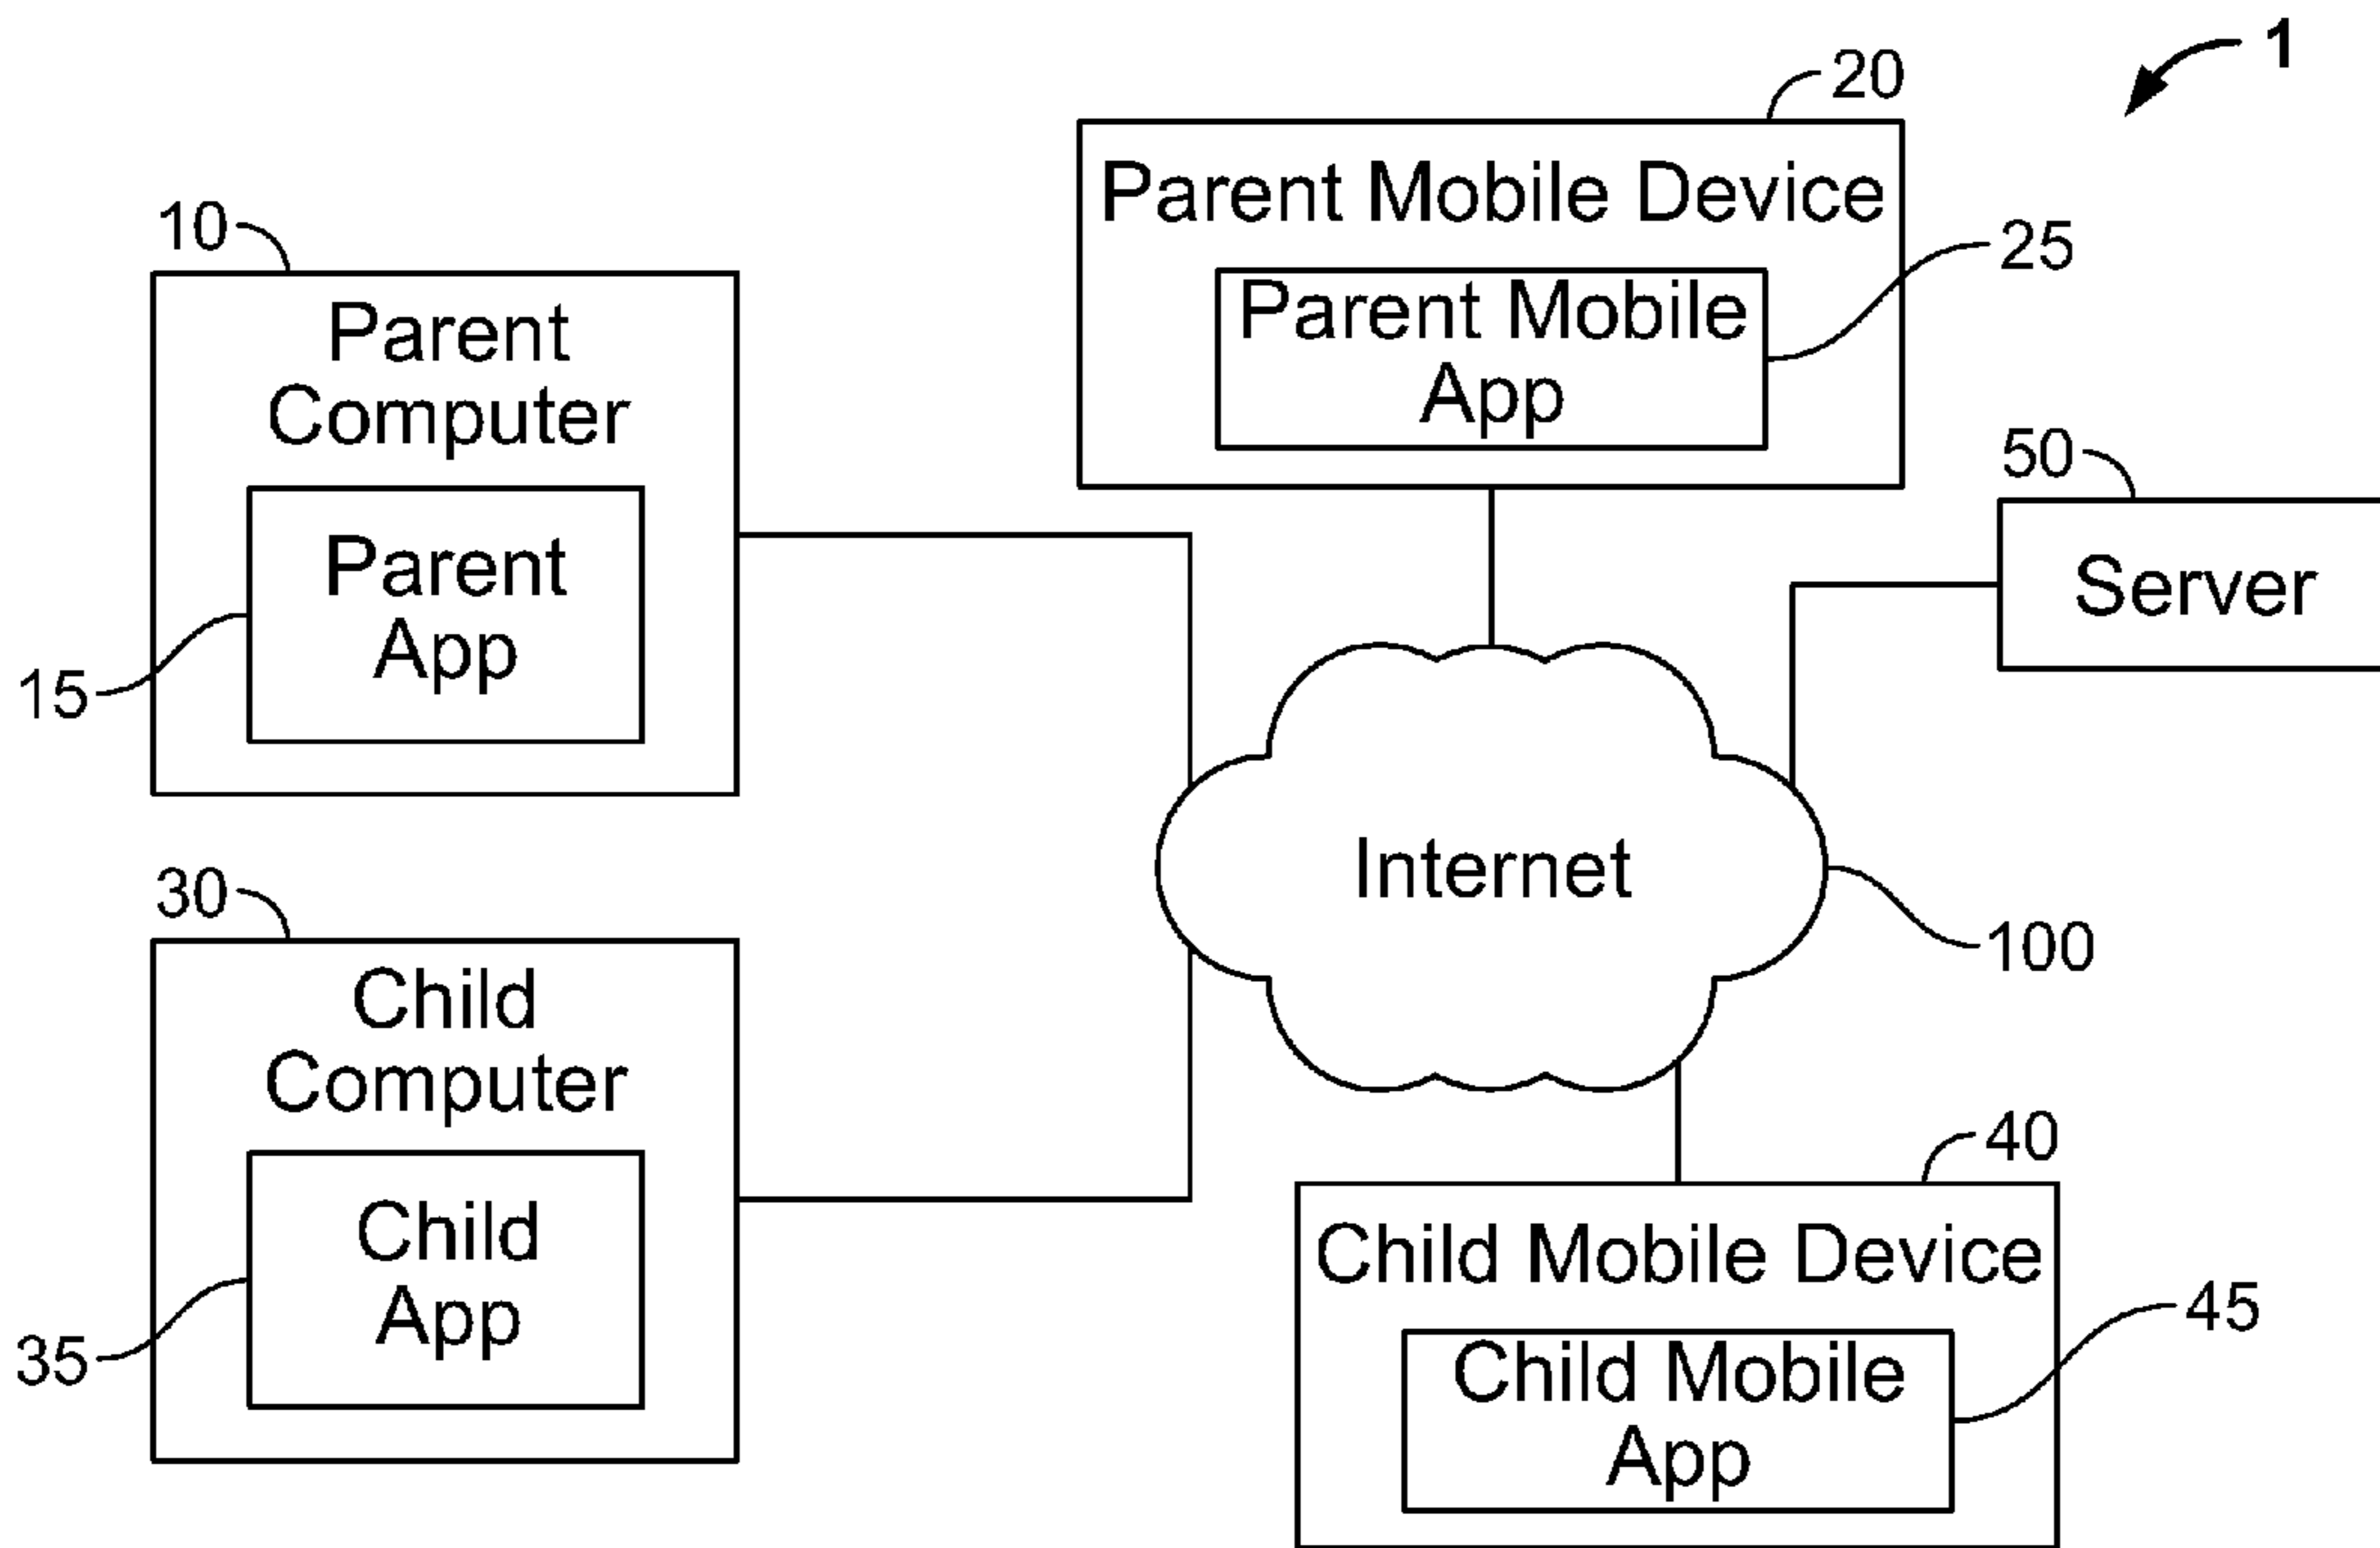 1
20
Parent Mobile Device
25
Parent Mobile
App
10
Parent
Computer
Parent
App
15
50
Server
Internet
100
30
Child
Computer
Child
App
35
40
Child Mobile Device
45
Child Mobile
App